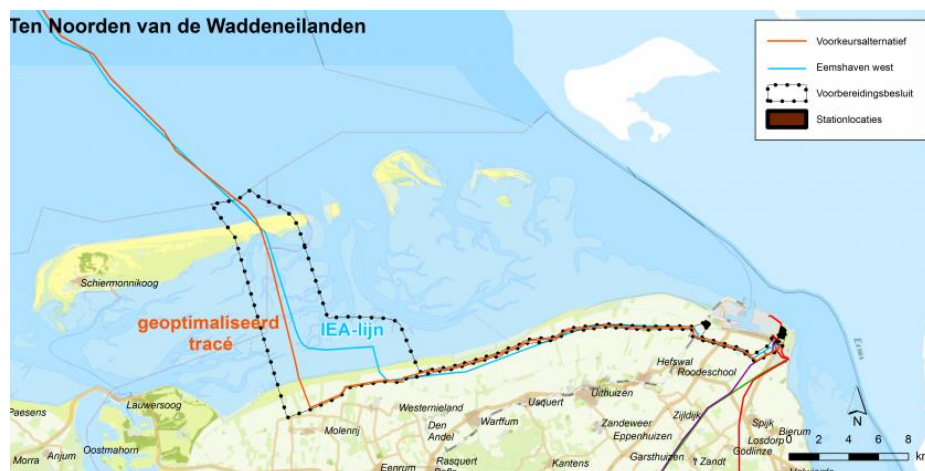 Ten Noorden van de Waddeneilanden
Voorkeursalternatief
Eemshaven west
Voorbereidingsbesluit
Stationlocaties
Schiermonnikoog
geoptimaliseerd
tracé
IEA-lijn
Eems
Hefswal
Roodeschool
Paesens
Lauwersoog
Westernieland
Usquert
Uithuizen
Molenrij
Den
Andel
Warffum
Zandeweer
Zijldijk
Eppenhuizen
Spijk
Bierum
Losdorp
Godlinze
N
Oostmahorn
Morra
Anjum
Eenrum
Rasquert
Kantens
Garsthuizen
't Zandt
0 2 4 6 8
km